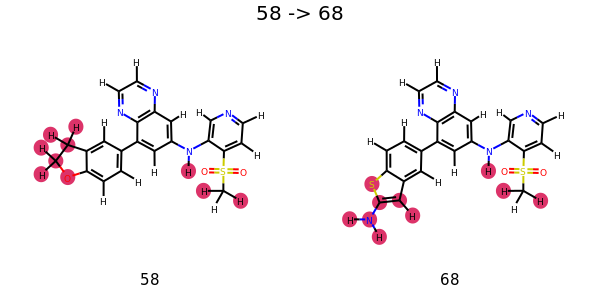 58 -> 68
H H
H N N H H N H
H H N
H H H O N H S H
O S O H
H H H H
H H
N N H H N H
H H N
H S H N H S H
H N H H O S O H
H H H
58 68